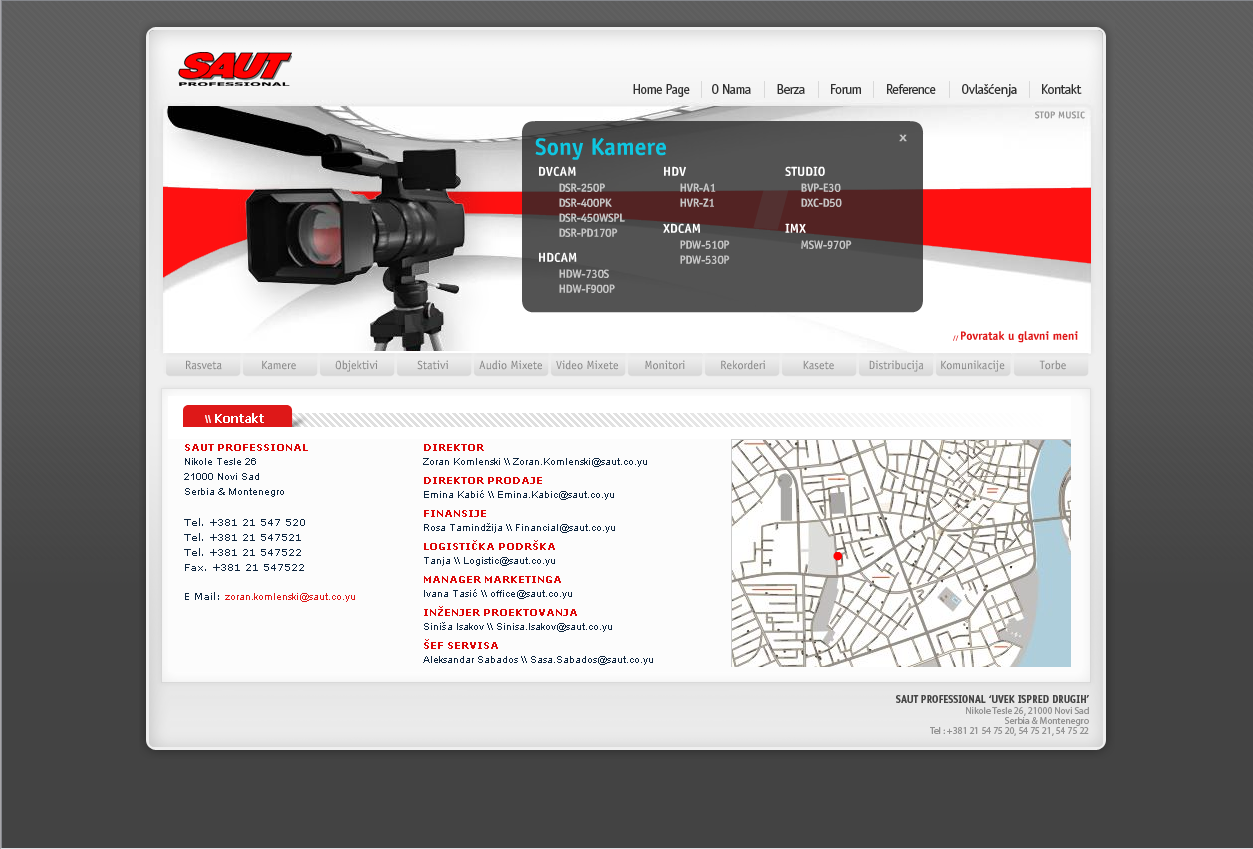 SAUT
PROFESSIONAL
Home Page
O Nama
Berza
Forum
Reference
Ovlašćenja
Kontakt
STOP MUSIC
Sony Kamere
x
DVCAM
DSR-250P
DSR-400PK
DSR-450WSPL
DSR-PD170P
HDCAM
HDW-730S
HDW-F900P
HDV
HVR-A1
HVR-Z1
XDCAM
PDW-510P
PDW-530P
STUDIO
BVP-E30
DXC-D50
IMX
MSW-970P
// Povratak u glavni meni
Rasveta
Kamere
Objektivi
Stativi
Audio Mixete
Video Mixete
Monitori
Rekorderi
Kasete
Distribucija
Komunikacije
Torbe
\\ Kontakt
SAUT PROFESSIONAL
Nikole Tesle 26
21000 Novi Sad
Serbia & Montenegro
Tel. +381 21 547 520
Tel. +381 21 547521
Tel. +381 21 547522
Fax. +381 21 547522
E Mail: zoran.komlenski@saut.co.yu
DIREKTOR
Zoran Komlenski \\ Zoran.Komlenski@saut.co.yu
DIREKTOR PRODAJE
Emina Kabić \\ Emina.Kabic@saut.co.yu
FINANSIJE
Rosa Tamindžija \\ Financial@saut.co.yu
LOGISTIČKA PODRŠKA
Tanja \\ Logistic@saut.co.yu
MANAGER MARKETINGA
Ivana Tasić \\ office@saut.co.yu
INŽENJER PROEKTOVANJA
Siniša Isakov \\ Sinisa.Isakov@saut.co.yu
ŠEF SERVISA
Aleksandar Sabados \\ Sasa.Sabados@saut.co.yu
SAUT PROFESSIONAL ‘UVEK ISPRED DRUGIH’
Nikole Tesle 26, 21000 Novi Sad
Serbia & Montenegro
Tel : +381 21 54 75 20, 54 75 21, 54 75 22